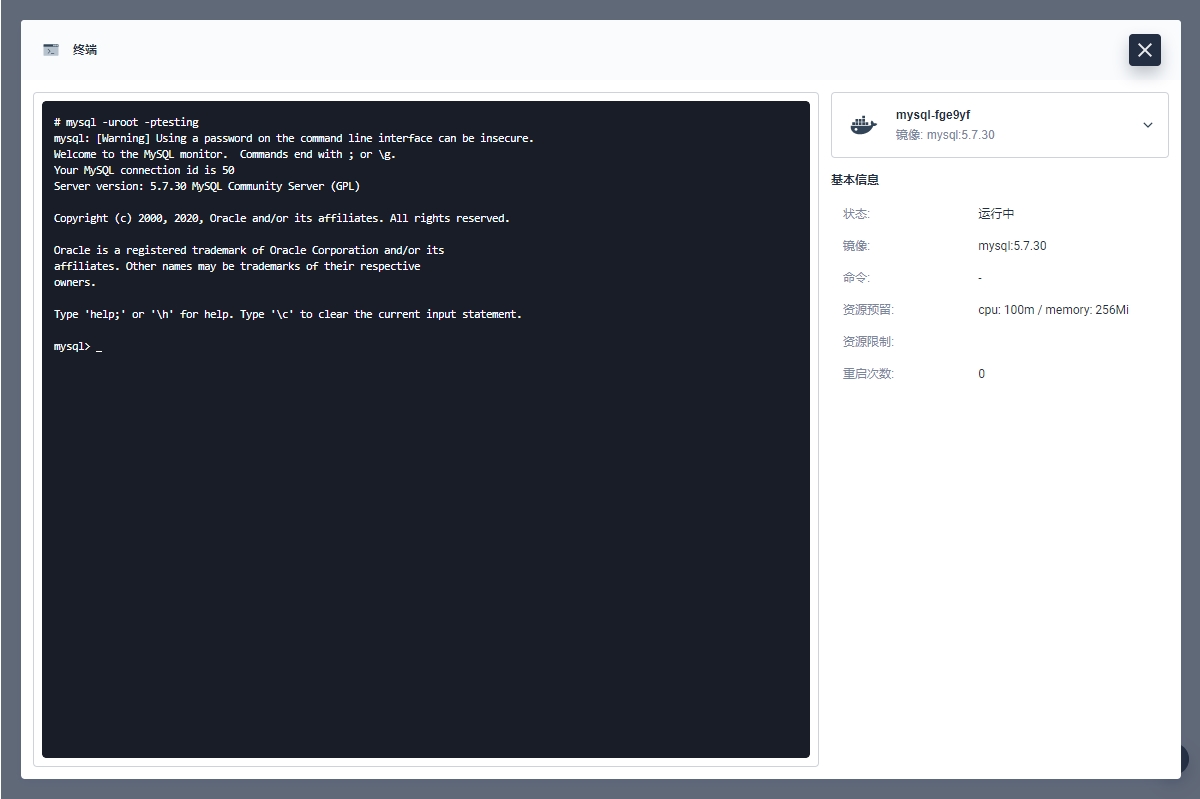 终端
# mysql -uroot -ptesting
mysql: [Warning] Using a password on the command line interface can be insecure.
Welcome to the MySQL monitor.  Commands end with ; or \g.
Your MySQL connection id is 50
Server version: 5.7.30 MySQL Community Server (GPL)
Copyright (c) 2000, 2020, Oracle and/or its affiliates. All rights reserved.
Oracle is a registered trademark of Oracle Corporation and/or its
affiliates. Other names may be trademarks of their respective
owners.
Type 'help;' or '\h' for help. Type '\c' to clear the current input statement.
mysql> _
mysql-fge9yf
镜像: mysql:5.7.30
基本信息
状态: 运行中
镜像: mysql:5.7.30
命令: -
资源预留: cpu: 100m / memory: 256Mi
资源限制:
重启次数: 0